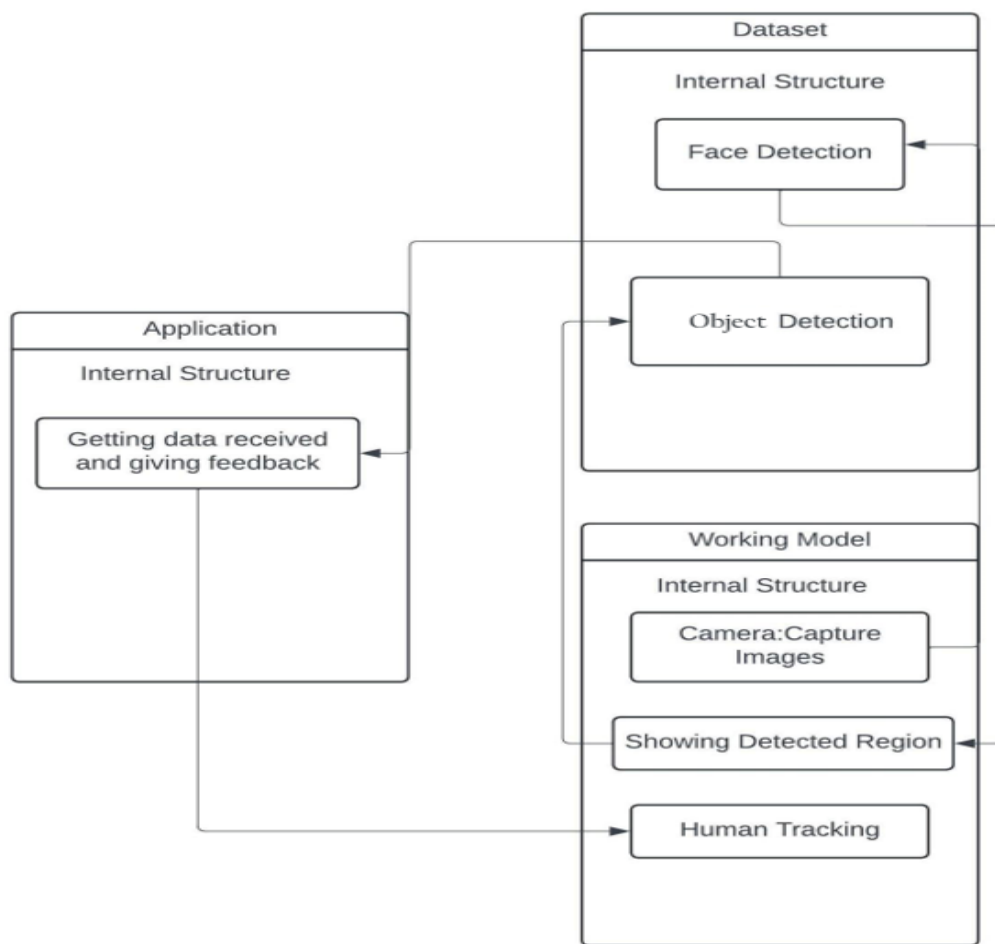 Dataset
Internal Structure
Face Detection
Object Detection
Application
Internal Structure
Getting data received
and giving feedback
Working Model
Internal Structure
Camera:Capture
Images
Showing Detected Region
Human Tracking